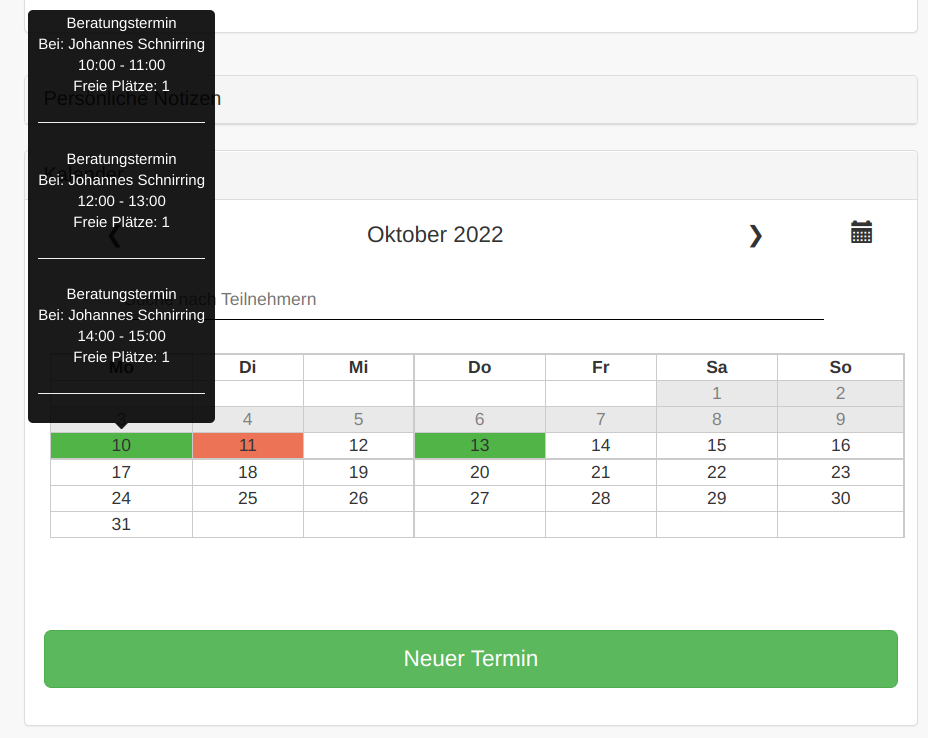 Beratungstermin
Bei: Johannes Schnirring
10:00 - 11:00
Freie Plätze: 1
Persönliche Notizen
Beratungstermin
Kalender
Bei: Johannes Schnirring
12:00 - 13:00
Freie Plätze: 1
❮ Oktober 2022 ❯
Beratungstermin
Suche nach Teilnehmern
Bei: Johannes Schnirring
14:00 - 15:00
Freie Plätze: 1
Mo Di Mi Do Fr Sa So
1 2
3 4 5 6 7 8 9
10 11 12 13 14 15 16
17 18 19 20 21 22 23
24 25 26 27 28 29 30
31
Neuer Termin